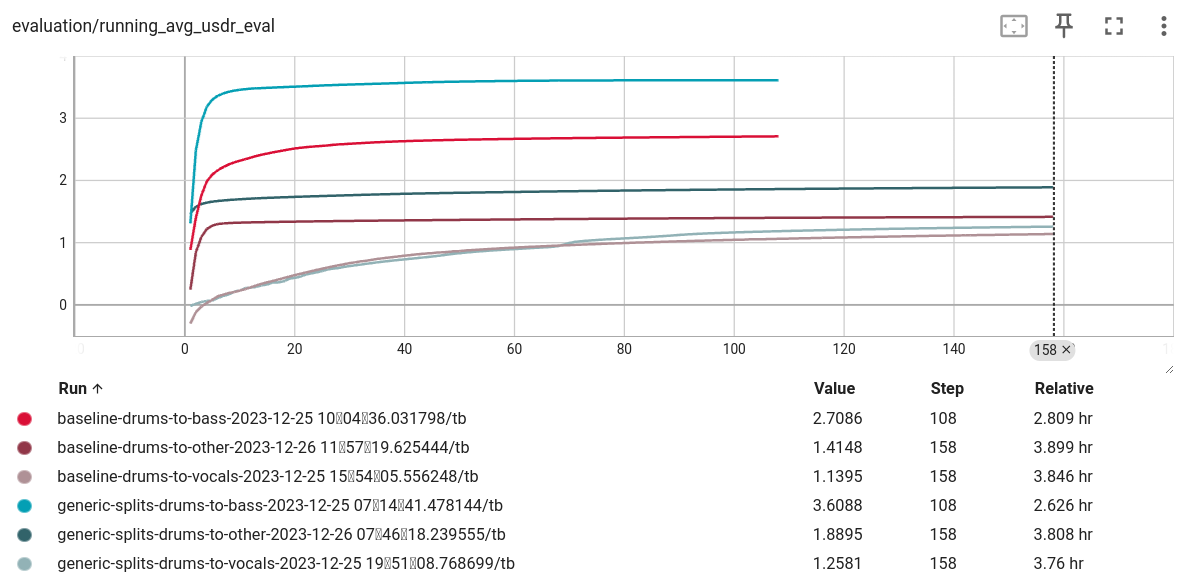 evaluation/running_avg_usdr_eval
3
2
1
0
0 20 40 60 80 100 120 140 158 ×
Run ↑ Value Step Relative
baseline-drums-to-bass-2023-12-25 10▯04▯36.031798/tb 2.7086 108 2.809 hr
baseline-drums-to-other-2023-12-26 11▯57▯19.625444/tb 1.4148 158 3.899 hr
baseline-drums-to-vocals-2023-12-25 15▯54▯05.556248/tb 1.1395 158 3.846 hr
generic-splits-drums-to-bass-2023-12-25 07▯14▯41.478144/tb 3.6088 108 2.626 hr
generic-splits-drums-to-other-2023-12-26 07▯46▯18.239555/tb 1.8895 158 3.808 hr
generic-splits-drums-to-vocals-2023-12-25 19▯51▯08.768699/tb 1.2581 158 3.76 hr